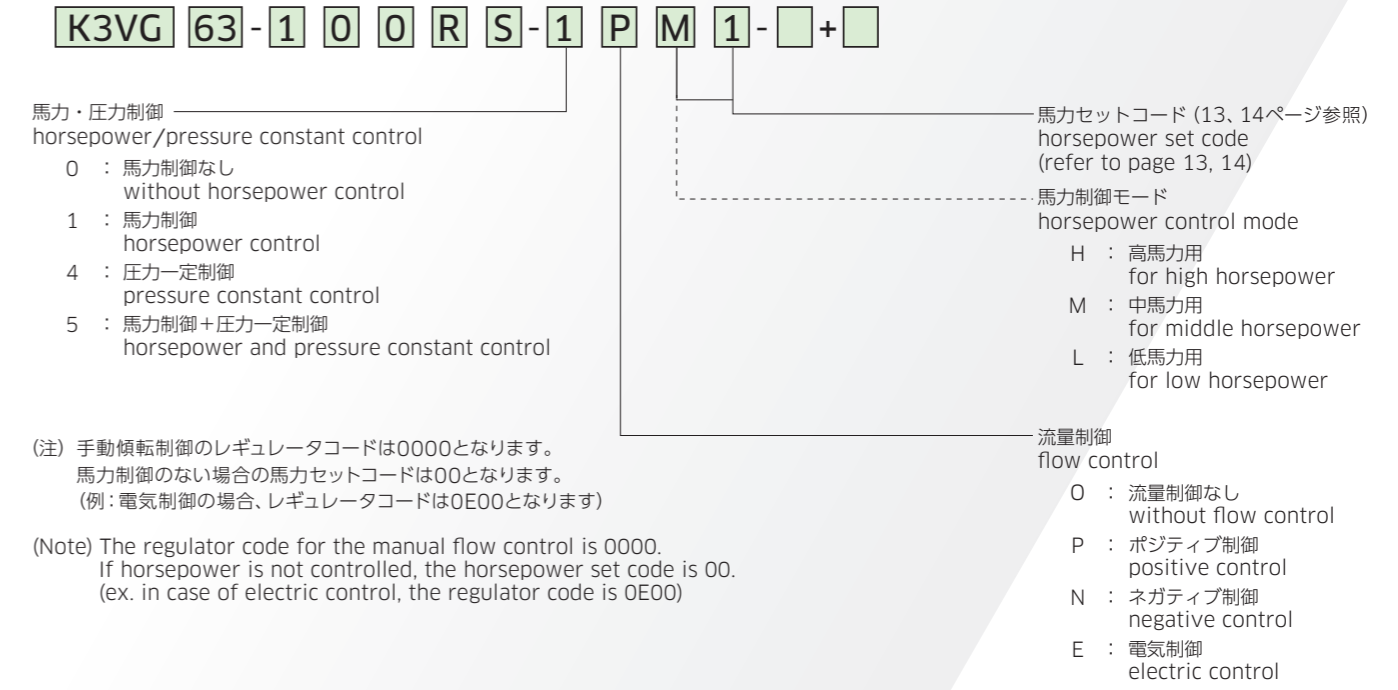 K3VG 63-1 0 0 R S-1 P M 1-□+□
馬力・圧力制御
horsepower/pressure constant control
0 : 馬力制御なし
without horsepower control
1 : 馬力制御
horsepower control
4 : 圧力一定制御
pressure constant control
5 : 馬力制御＋圧力一定制御
horsepower and pressure constant control
(注) 手動傾転制御のレギュレータコードは0000となります。
馬力制御のない場合の馬力セットコードは00となります。
(例：電気制御の場合、レギュレータコードは0E00となります)
(Note) The regulator code for the manual flow control is 0000.
If horsepower is not controlled, the horsepower set code is 00.
(ex. in case of electric control, the regulator code is 0E00)
馬力セットコード (13、14ページ参照)
horsepower set code
(refer to page 13, 14)
馬力制御モード
horsepower control mode
H : 高馬力用
for high horsepower
M : 中馬力用
for middle horsepower
L : 低馬力用
for low horsepower
流量制御
flow control
0 : 流量制御なし
without flow control
P : ポジティブ制御
positive control
N : ネガティブ制御
negative control
E : 電気制御
electric control